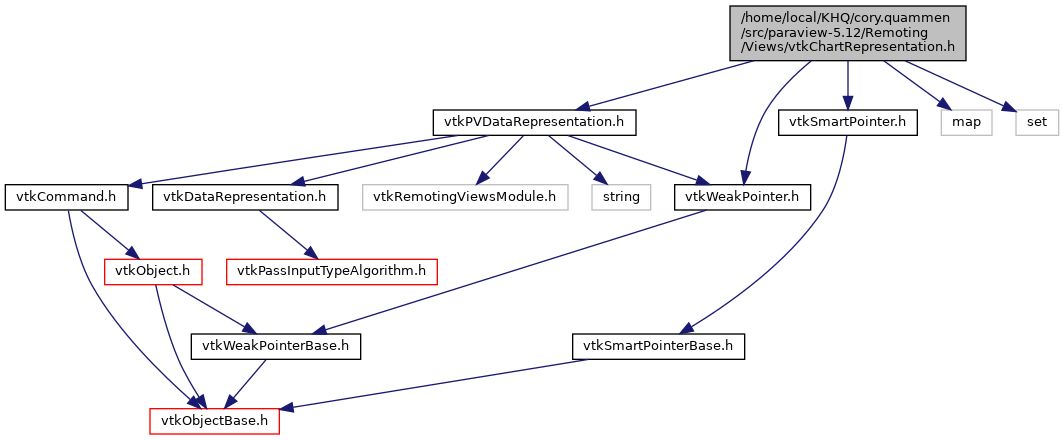 /home/local/KHQ/cory.quammen
/src/paraview-5.12/Remoting
/Views/vtkChartRepresentation.h
vtkPVDataRepresentation.h
vtkSmartPointer.h
map
set
vtkCommand.h
vtkDataRepresentation.h
vtkRemotingViewsModule.h
string
vtkWeakPointer.h
vtkObject.h
vtkPassInputTypeAlgorithm.h
vtkWeakPointerBase.h
vtkSmartPointerBase.h
vtkObjectBase.h